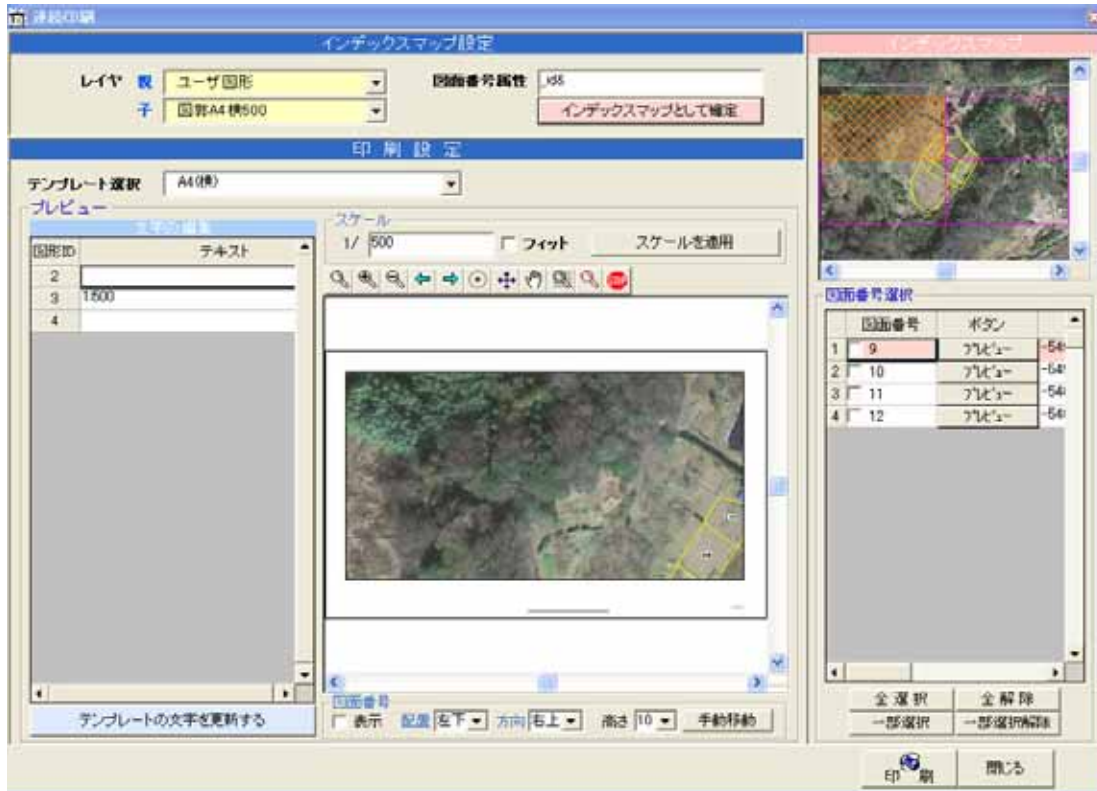 連続印刷
インデックスマップ設定
レイヤ 親 ユーザ図形
図面番号属性 _id8
子 図郭A4横500
インデックスマップとして確定
印刷設定
テンプレート選択 A4(横)
プレビュー
文字の編集
図形ID テキスト
2
3 1:500
4
テンプレートの文字を更新する
スケール
1/ 500 フィット スケールを適用
図面番号
表示 配置 左下 方向 右上 高さ 10 手動移動
インデックスマップ
図面番号選択
図面番号 ボタン
1 9 プレビュー
2 10 プレビュー
3 11 プレビュー
4 12 プレビュー
全選択 全解除
一部選択 一部選択解除
印刷 閉じる